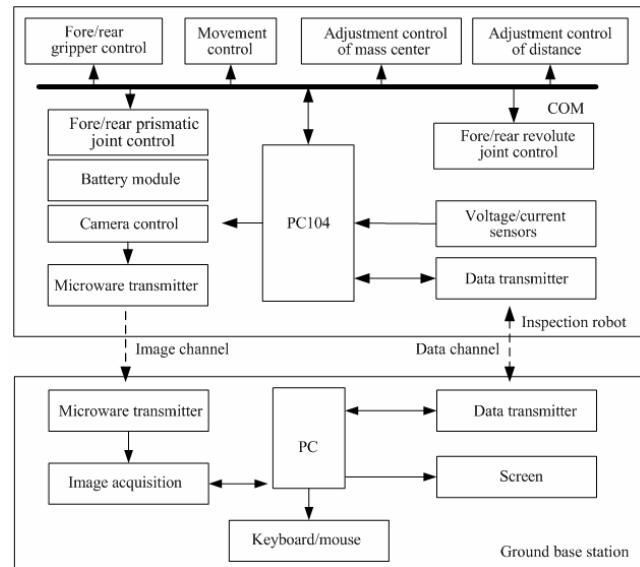 Fore/rear
gripper control
Movement
control
Adjustment control
of mass center
Adjustment control
of distance
COM
Fore/rear prismatic
joint control
Fore/rear revolute
joint control
Battery module
PC104
Camera control
Voltage/current
sensors
Microware transmitter
Data transmitter
Inspection robot
Image channel
Data channel
Microware transmitter
Data transmitter
PC
Image acquisition
Screen
Keyboard/mouse
Ground base station